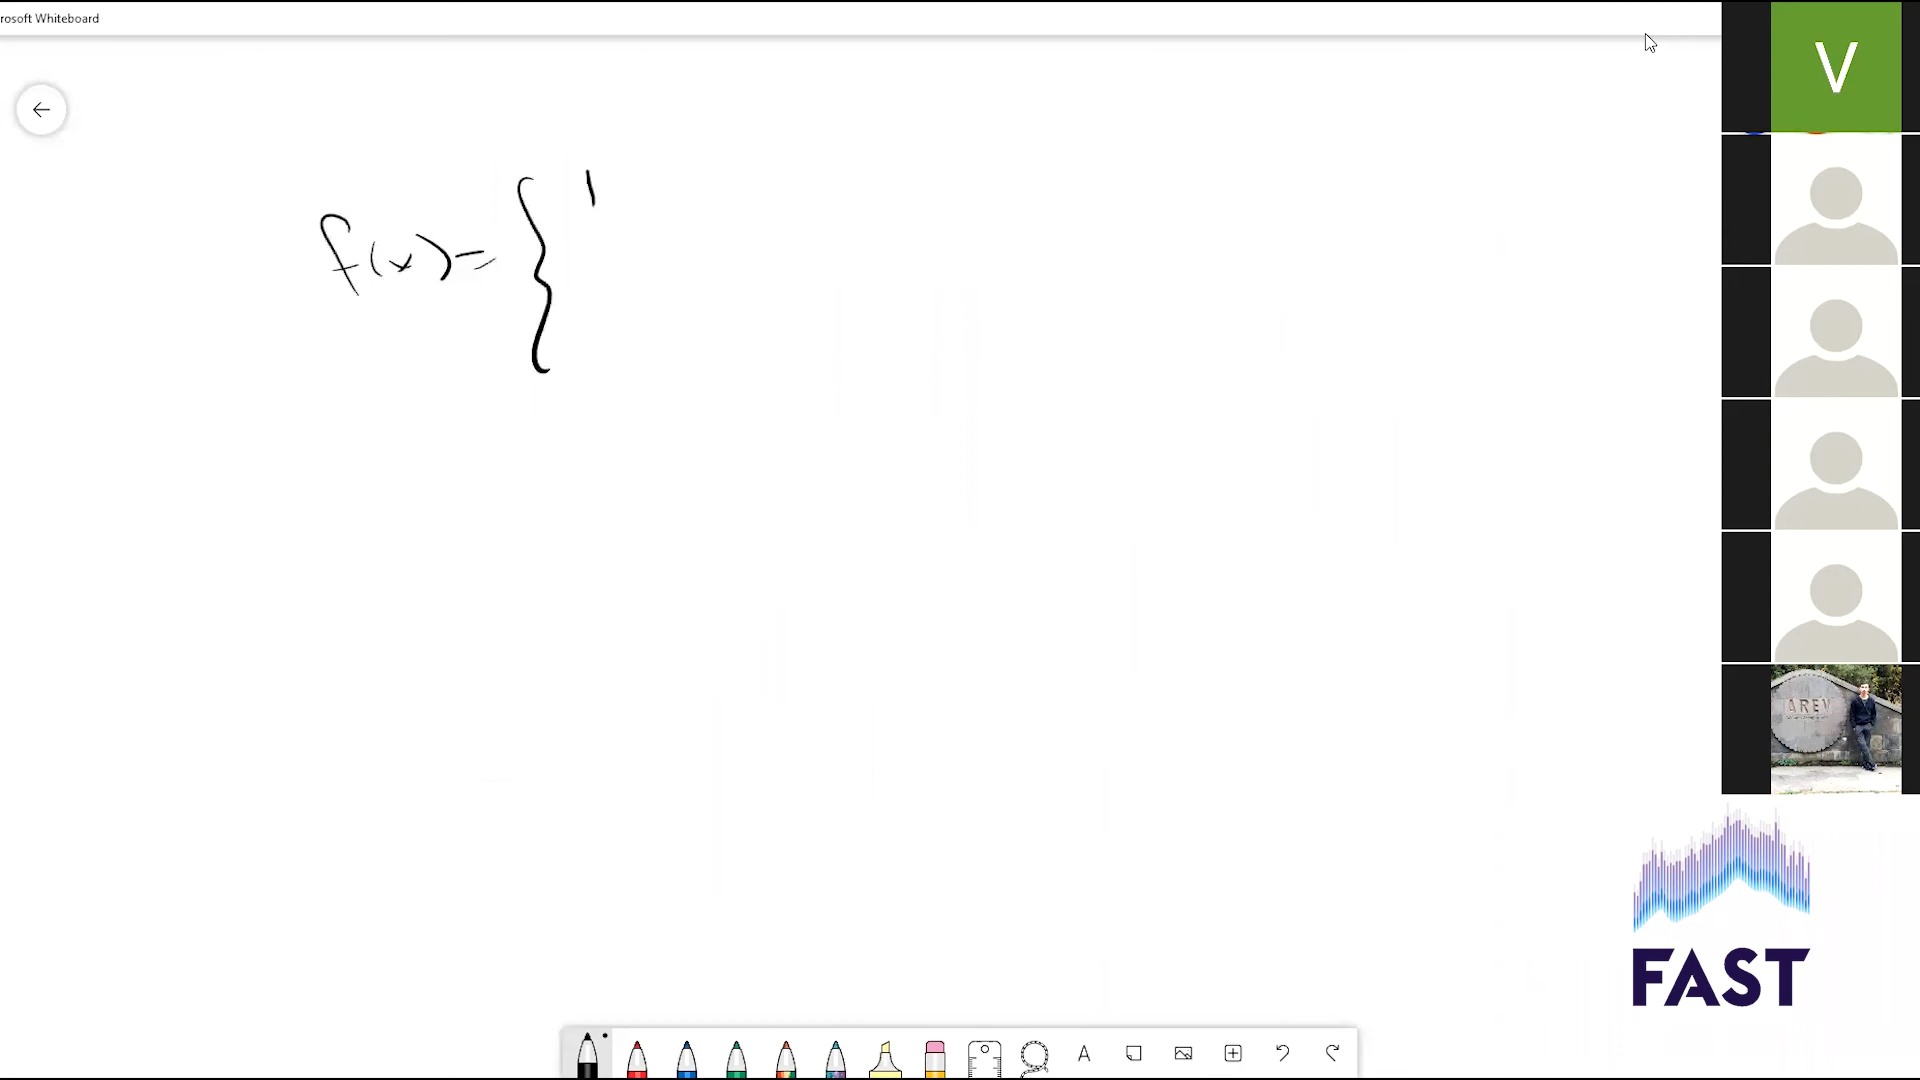 rosoft Whiteboard
V
f(x)= { 1
AREV
A
FAST